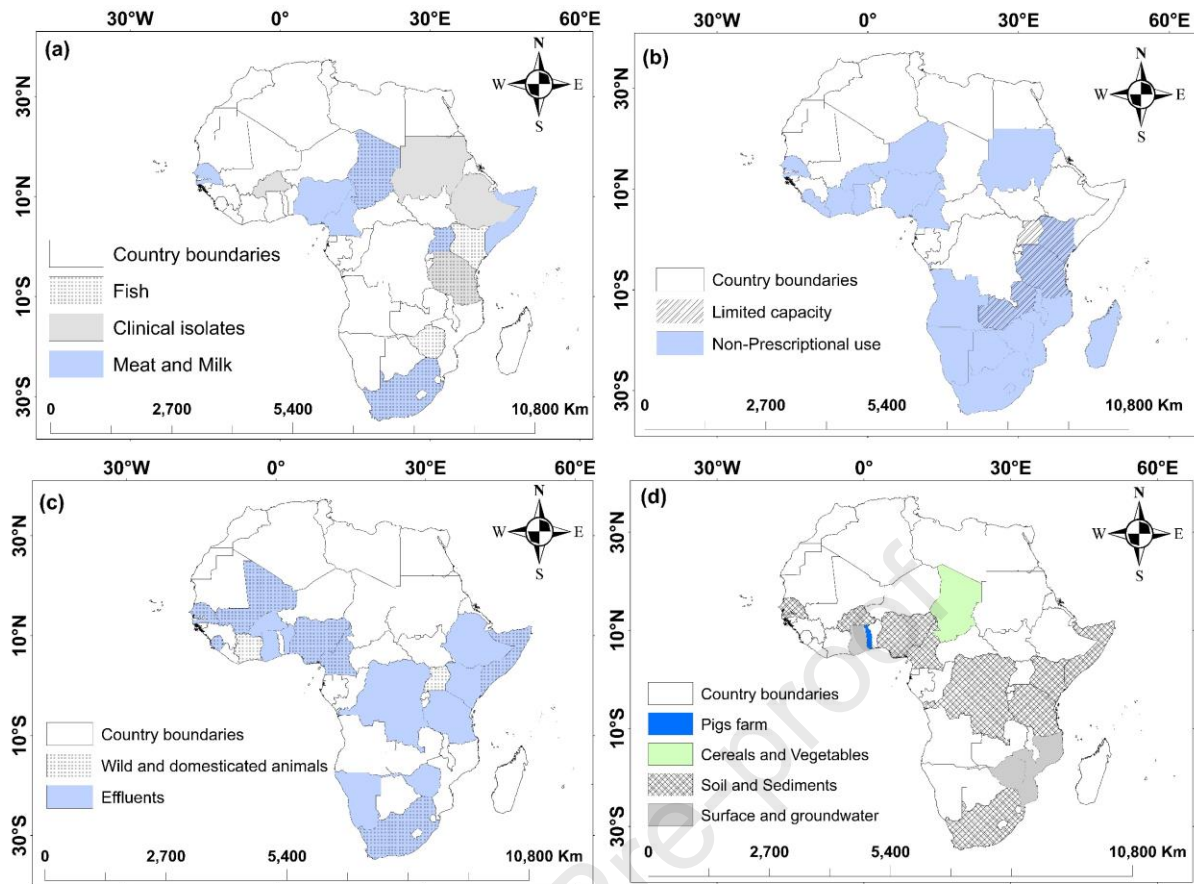 30°W 0° 30°E 60°E
(a)
N
W E
S
30°N
10°N
10°S
30°S
Country boundaries
Fish
Clinical isolates
Meat and Milk
0 2,700 5,400 10,800 Km
30°W 0° 30°E 60°E
(b)
N
W E
S
30°N
10°N
10°S
30°S
Country boundaries
Limited capacity
Non-Prescriptional use
0 2,700 5,400 10,800 Km
30°W 0° 30°E 60°E
(c)
N
W E
S
30°N
10°N
10°S
30°S
Country boundaries
Wild and domesticated animals
Effluents
0 2,700 5,400 10,800 Km
30°W 0° 30°E 60°E
(d)
N
W E
S
30°N
10°N
10°S
30°S
Country boundaries
Pigs farm
Cereals and Vegetables
Soil and Sediments
Surface and groundwater
0 2,700 5,400 10,800 Km
Pre-proof